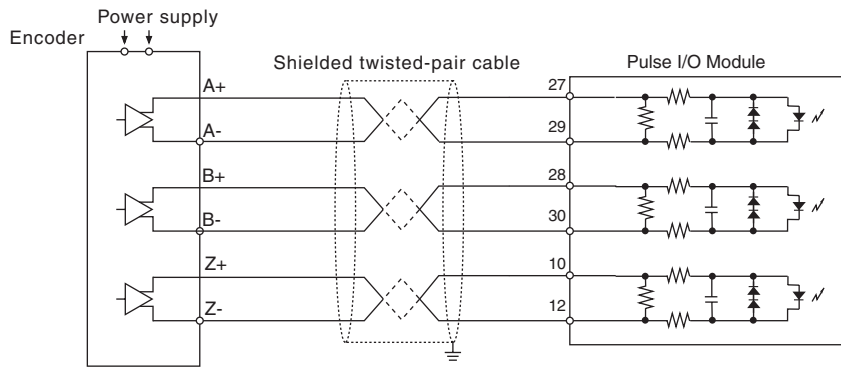 Power supply
Encoder
Shielded twisted-pair cable
Pulse I/O Module
A+
27
A-
29
B+
28
B-
30
Z+
10
Z-
12